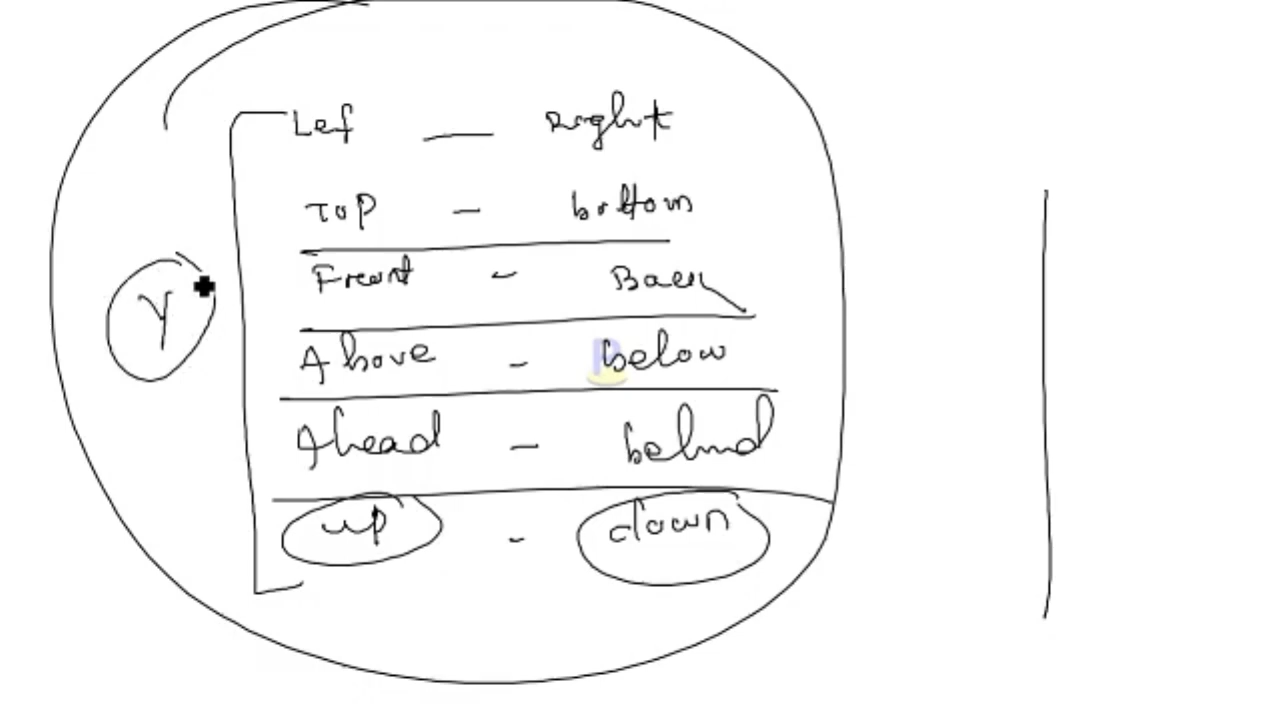 Lef — Right
Top - bottom
Y
Front - Back
Above - below
Ahead - behind
up - down